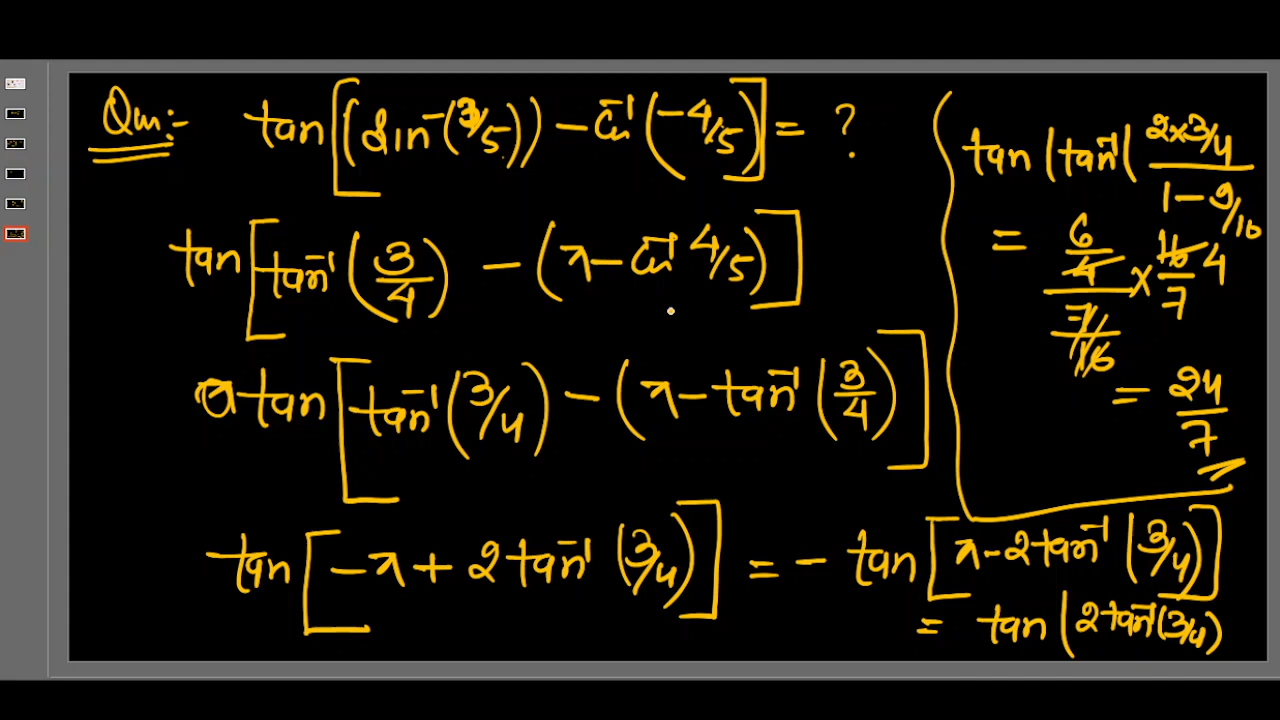 Qm:- tan[(sin⁻(3/5)) - cos⁻¹(-4/5)] = ?
tan[tan⁻¹(3/4) - (π - cos⁻¹ 4/5)]
tan[tan⁻¹(3/4) - (π - tan⁻¹(3/4)]
tan[-π + 2tan⁻¹(3/4)] = - tan[π - 2tan⁻¹(3/4)]
= tan(2tan⁻¹(3/4)
tan(tan⁻¹( 2×3/4 / 1 - 9/16
= 6/4 / 7/16 × 16/7 4
= 24/7